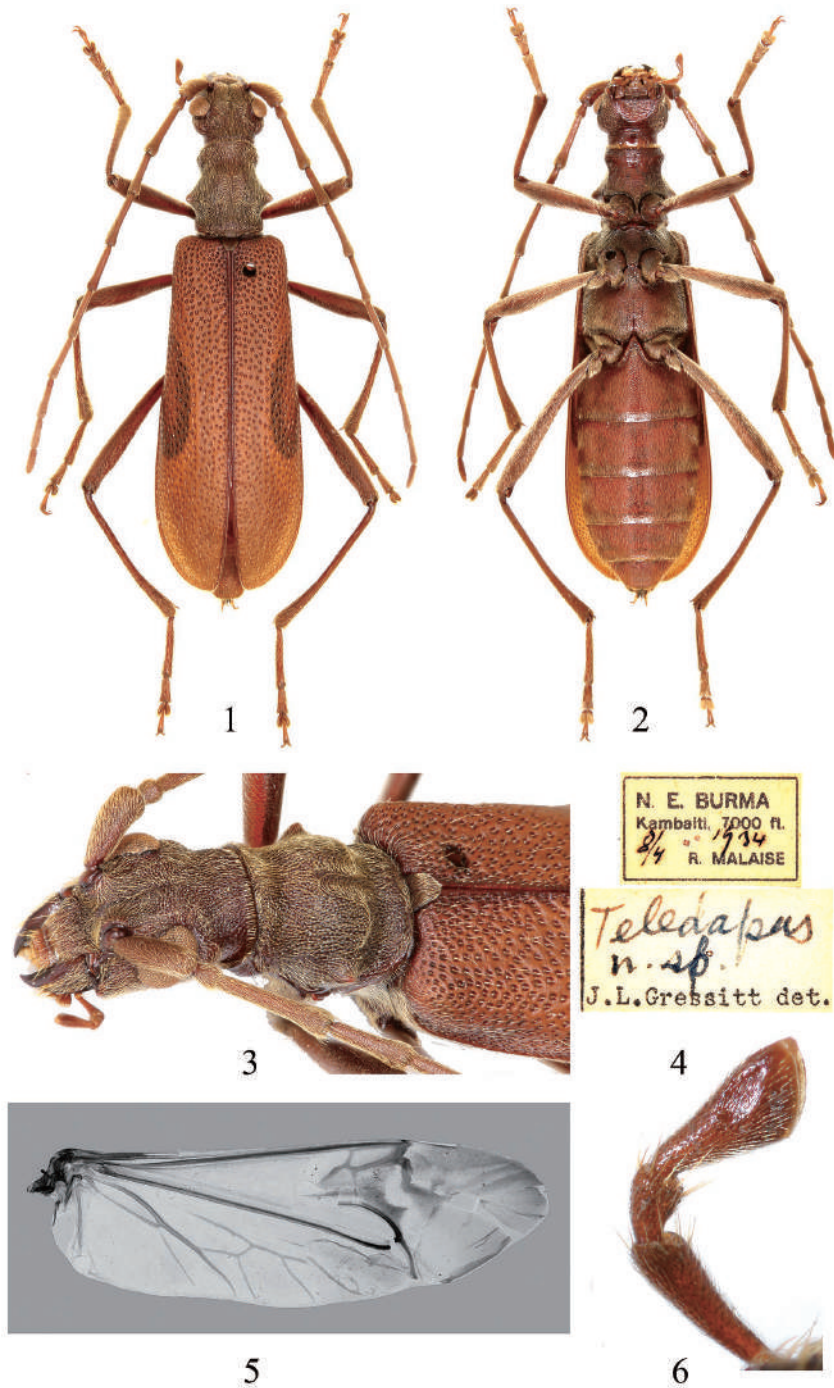 1
2
3
N. E. BURMA
Kambaiti, 7000 ft.
8/4 1934
R. MALAISE
Teledapus
n. sp.
J.L.Gressitt det.
4
5
6